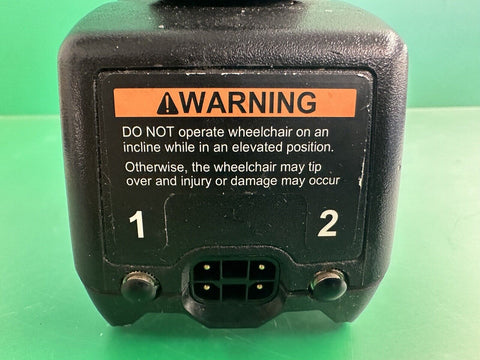 WARNING
DO NOT operate wheelchair on an
incline while in an elevated position.
Otherwise, the wheelchair may tip
over and injury or damage may occur
1 2